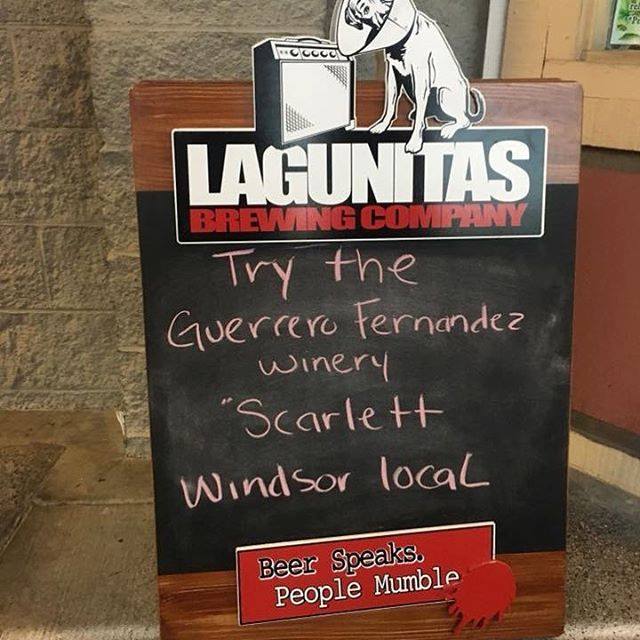 LAGUNITAS
BREWING COMPANY
Try the
Guerrero Fernandez
winery
"Scarlett
Windsor local
Beer Speaks.
People Mumble